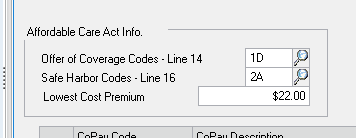 Affordable Care Act Info.
Offer of Coverage Codes - Line 14 1D
Safe Harbor Codes - Line 16 2A
Lowest Cost Premium $22.00
CoPay Code CoPay Description